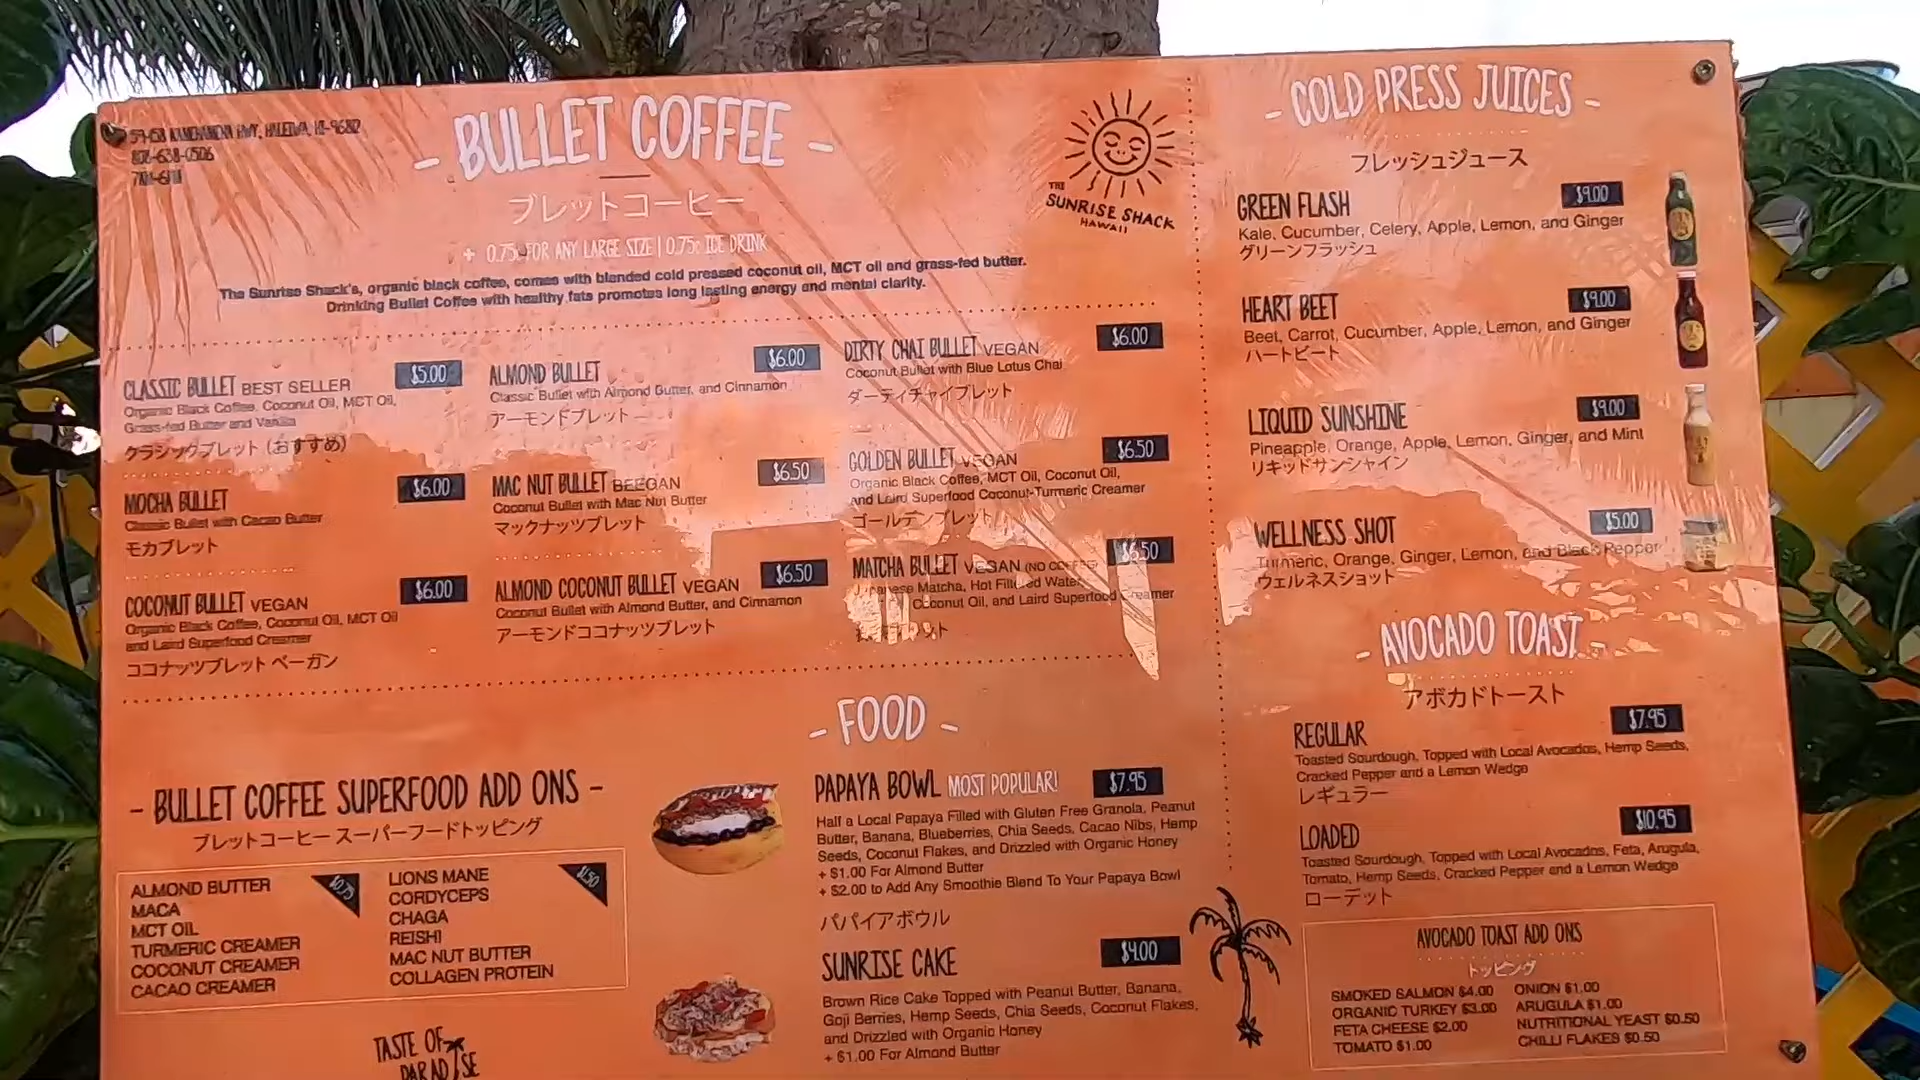 806-638-0506
- BULLET COFFEE -
ブレットコーヒー
+ 0.75¢ FOR ANY LARGE SIZE | 0.75¢ ICE DRINK
The Sunrise Shack's, organic black coffee, comes with blended cold pressed coconut oil, MCT oil and grass-fed butter.
Drinking Bullet Coffee with healthy fats promotes long lasting energy and mental clarity.
THE
SUNRISE SHACK
HAWAII
CLASSIC BULLET BEST SELLER $5.00
Organic Black Coffee, Coconut Oil, MCT Oil,
Grass-fed Butter and Vanilla
クラシックブレット (おすすめ)
MOCHA BULLET $6.00
Classic Bullet with Cacao Butter
モカブレット
COCONUT BULLET VEGAN $6.00
Organic Black Coffee, Coconut Oil, MCT Oil
and Laird Superfood Creamer
ココナッツブレット ベーガン
ALMOND BULLET $6.00
Classic Bullet with Almond Butter, and Cinnamon
アーモンドブレット
MAC NUT BULLET BEEGAN $6.50
Coconut Bullet with Mac Nut Butter
マックナッツブレット
ALMOND COCONUT BULLET VEGAN $6.50
Coconut Bullet with Almond Butter, and Cinnamon
アーモンドココナッツブレット
DIRTY CHAI BULLET VEGAN $6.00
Coconut Bullet with Blue Lotus Chai
ダーティチャイブレット
GOLDEN BULLET VEGAN $6.50
Organic Black Coffee, MCT Oil, Coconut Oil,
and Laird Superfood Coconut-Turmeric Creamer
ゴールデンブレット
MATCHA BULLET VEGAN (NO COFFEE) $6.50
Japanese Matcha, Hot Filtered Water,
Coconut Oil, and Laird Superfood Creamer
- BULLET COFFEE SUPERFOOD ADD ONS -
ブレットコーヒー スーパーフードトッピング
$0.75
ALMOND BUTTER
MACA
MCT OIL
TURMERIC CREAMER
COCONUT CREAMER
CACAO CREAMER
$1.50
LIONS MANE
CORDYCEPS
CHAGA
REISHI
MAC NUT BUTTER
COLLAGEN PROTEIN
TASTE OF
PARADISE
- FOOD -
PAPAYA BOWL MOST POPULAR! $7.95
Half a Local Papaya Filled with Gluten Free Granola, Peanut
Butter, Banana, Blueberries, Chia Seeds, Cacao Nibs, Hemp
Seeds, Coconut Flakes, and Drizzled with Organic Honey
+ $1.00 For Almond Butter
+ $2.00 to Add Any Smoothie Blend To Your Papaya Bowl
パパイアボウル
SUNRISE CAKE $4.00
Brown Rice Cake Topped with Peanut Butter, Banana,
Goji Berries, Hemp Seeds, Chia Seeds, Coconut Flakes,
and Drizzled with Organic Honey
+ $1.00 For Almond Butter
- COLD PRESS JUICES -
フレッシュジュース
GREEN FLASH $9.00
Kale, Cucumber, Celery, Apple, Lemon, and Ginger
グリーンフラッシュ
HEART BEET $9.00
Beet, Carrot, Cucumber, Apple, Lemon, and Ginger
ハートビート
LIQUID SUNSHINE $9.00
Pineapple, Orange, Apple, Lemon, Ginger, and Mint
リキッドサンシャイン
WELLNESS SHOT $5.00
Turmeric, Orange, Ginger, Lemon, and Black Pepper
ウェルネスショット
- AVOCADO TOAST -
アボカドトースト
REGULAR $7.95
Toasted Sourdough, Topped with Local Avocados, Hemp Seeds,
Cracked Pepper and a Lemon Wedge
レギュラー
LOADED $10.95
Toasted Sourdough, Topped with Local Avocados, Feta, Arugula,
Tomato, Hemp Seeds, Cracked Pepper and a Lemon Wedge
ローデット
AVOCADO TOAST ADD ONS
トッピング
SMOKED SALMON $4.00
ORGANIC TURKEY $3.00
FETA CHEESE $2.00
TOMATO $1.00
ONION $1.00
ARUGULA $1.00
NUTRITIONAL YEAST $0.50
CHILLI FLAKES $0.50